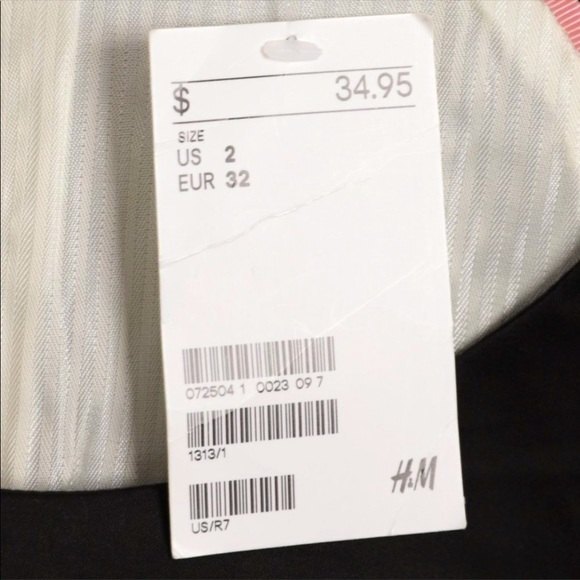 $ 34.95
SIZE
US 2
EUR 32
072504 1 0023 09 7
1313/1
US/R7
H&M